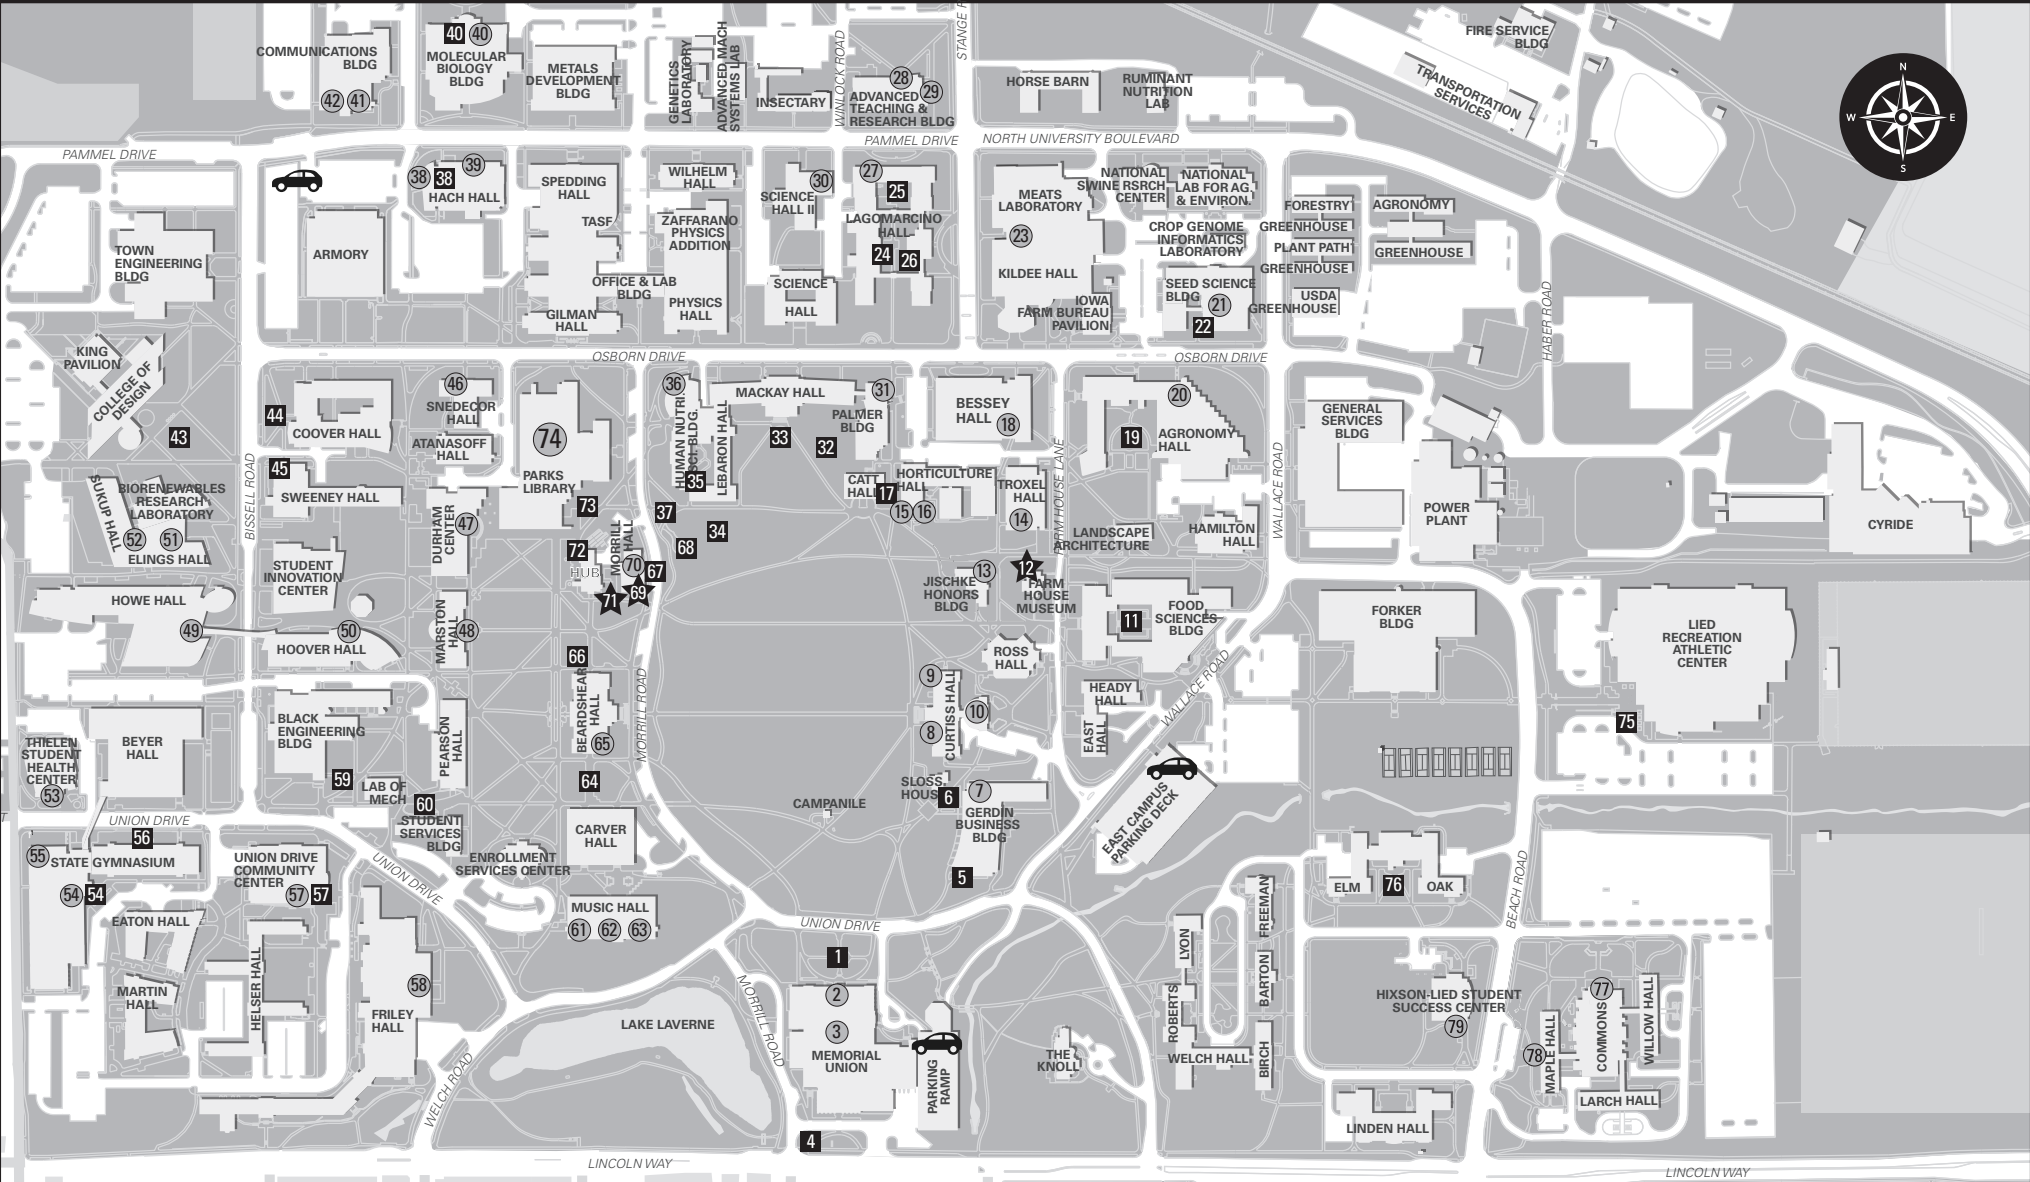 COMMUNICATIONS
BLDG
42
41
40
40
MOLECULAR
BIOLOGY
BLDG
METALS
DEVELOPMENT
BLDG
GENETICS
LABORATORY
ADVANCED MACH
SYSTEMS LAB
INSECTARY
WINLOCK ROAD
28
29
ADVANCED
TEACHING &
RESEARCH BLDG
HORSE BARN
RUMINANT
NUTRITION
LAB
FIRE SERVICE
BLDG
TRANSPORTATION
SERVICES
N
W
E
S
PAMMEL DRIVE
PAMMEL DRIVE
NORTH UNIVERSITY BOULEVARD
TOWN
ENGINEERING
BLDG
ARMORY
38
38
39
HACH HALL
SPEDDING
HALL
TASF
WILHELM
HALL
ZAFFARANO
PHYSICS
ADDITION
OFFICE & LAB
BLDG
PHYSICS
HALL
GILMAN
HALL
30
SCIENCE
HALL II
SCIENCE
HALL
27
25
LAGOMARCINO
HALL
24
26
MEATS
LABORATORY
23
KILDEE HALL
IOWA
FARM BUREAU
PAVILION
NATIONAL
SWINE RSRCH
CENTER
NATIONAL
LAB FOR AG.
& ENVIRON.
CROP GENOME
INFORMATICS
LABORATORY
SEED SCIENCE
BLDG
21
22
FORESTRY
GREENHOUSE
PLANT PATH
GREENHOUSE
USDA
GREENHOUSE
AGRONOMY
GREENHOUSE
HABER ROAD
KING
PAVILION
COLLEGE OF
DESIGN
43
OSBORN DRIVE
OSBORN DRIVE
44
COOVER HALL
45
SWEENEY HALL
46
SNEDECOR
HALL
ATANASOFF
HALL
74
PARKS
LIBRARY
73
36
HUMAN NUTRI.
SCI. BLDG.
35
LEBARON HALL
MACKAY HALL
33
32
31
PALMER
BLDG
BESSEY
HALL
18
20
19
AGRONOMY
HALL
GENERAL
SERVICES
BLDG
BISSELL ROAD
SUKUP HALL
BIORENEWABLES
RESEARCH
LABORATORY
52
51
ELINGS HALL
DURHAM
CENTER
47
37
34
68
CATT
HALL
17
HORTICULTURE
HALL
15
16
TROXEL
HALL
14
FARM HOUSE LANE
LANDSCAPE
ARCHITECTURE
HAMILTON
HALL
WALLACE ROAD
POWER
PLANT
CYRIDE
STUDENT
INNOVATION
CENTER
72
HUB
MORRILL
HALL
70
67
71
69
13
JISCHKE
HONORS
BLDG
12
FARM
HOUSE
MUSEUM
HOWE HALL
49
50
HOOVER HALL
MARSTON
HALL
48
11
FOOD
SCIENCES
BLDG
FORKER
BLDG
LIED
RECREATION
ATHLETIC
CENTER
66
BEARDSHEAR
HALL
65
64
MORRILL ROAD
ROSS
HALL
9
8
CURTISS HALL
10
HEADY
HALL
EAST
HALL
WALLACE ROAD
75
BLACK
ENGINEERING
BLDG
59
PEARSON
HALL
LAB OF
MECH
60
STUDENT
SERVICES
BLDG
THIELEN
STUDENT
HEALTH
CENTER
53
BEYER
HALL
UNION DRIVE
56
SLOSS
HOUSE
6
7
GERDIN
BUSINESS
BLDG
5
CAMPANILE
EAST CAMPUS
PARKING DECK
CARVER
HALL
ENROLLMENT
SERVICES CENTER
UNION DRIVE
55
STATE GYMNASIUM
54
54
EATON HALL
UNION DRIVE
COMMUNITY
CENTER
57
57
ELM
76
OAK
BEACH ROAD
MUSIC HALL
61
62
63
UNION DRIVE
1
2
3
MEMORIAL
UNION
LYON
FREEMAN
BARTON
ROBERTS
WELCH HALL
BIRCH
MARTIN
HALL
HELSER HALL
58
FRILEY
HALL
LAKE LAVERNE
MORRILL ROAD
WELCH ROAD
PARKING
RAMP
THE
KNOLL
HIXSON-LIED STUDENT
SUCCESS CENTER
79
77
COMMONS
78
MAPLE HALL
WILLOW HALL
LARCH HALL
LINDEN HALL
4
LINCOLN WAY
LINCOLN WAY